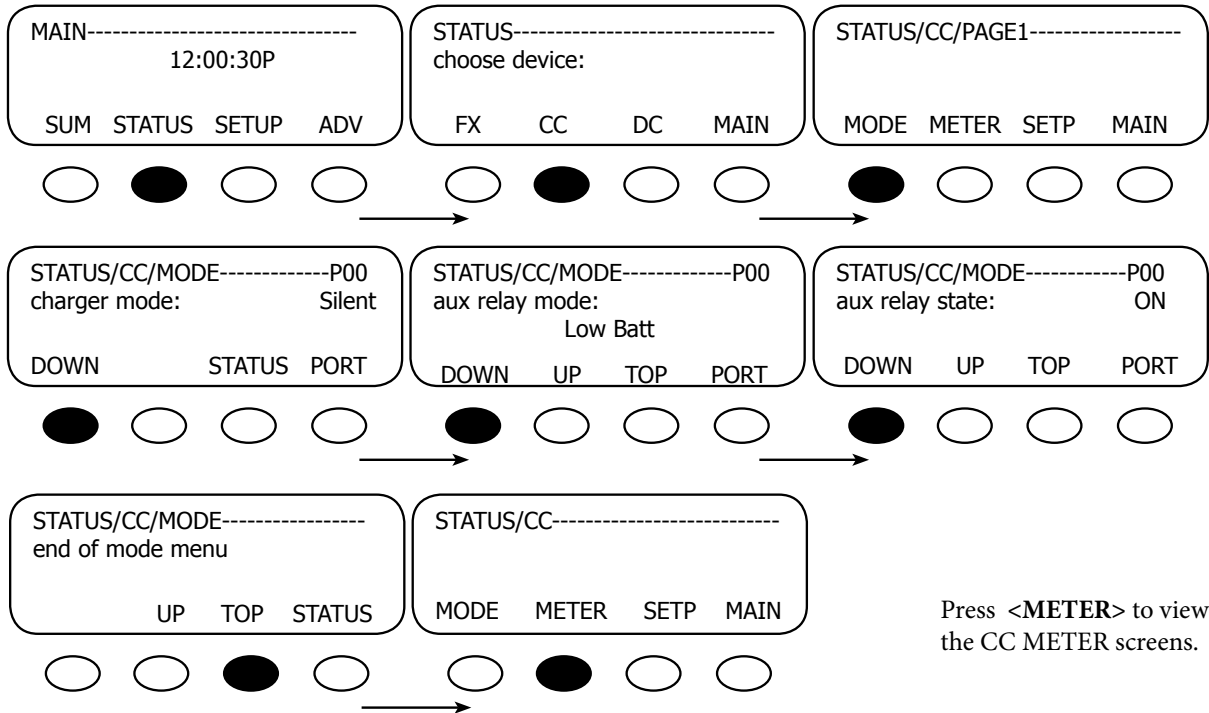 MAIN--------------------------------
12:00:30P
SUM STATUS SETUP ADV
STATUS-------------------------------
choose device:
FX CC DC MAIN
STATUS/CC/PAGE1------------------
MODE METER SETP MAIN
STATUS/CC/MODE-------------P00
charger mode: Silent
DOWN STATUS PORT
STATUS/CC/MODE-------------P00
aux relay mode:
Low Batt
DOWN UP TOP PORT
STATUS/CC/MODE------------P00
aux relay state: ON
DOWN UP TOP PORT
STATUS/CC/MODE-----------------
end of mode menu
UP TOP STATUS
STATUS/CC---------------------------
MODE METER SETP MAIN
Press <METER> to view
the CC METER screens.